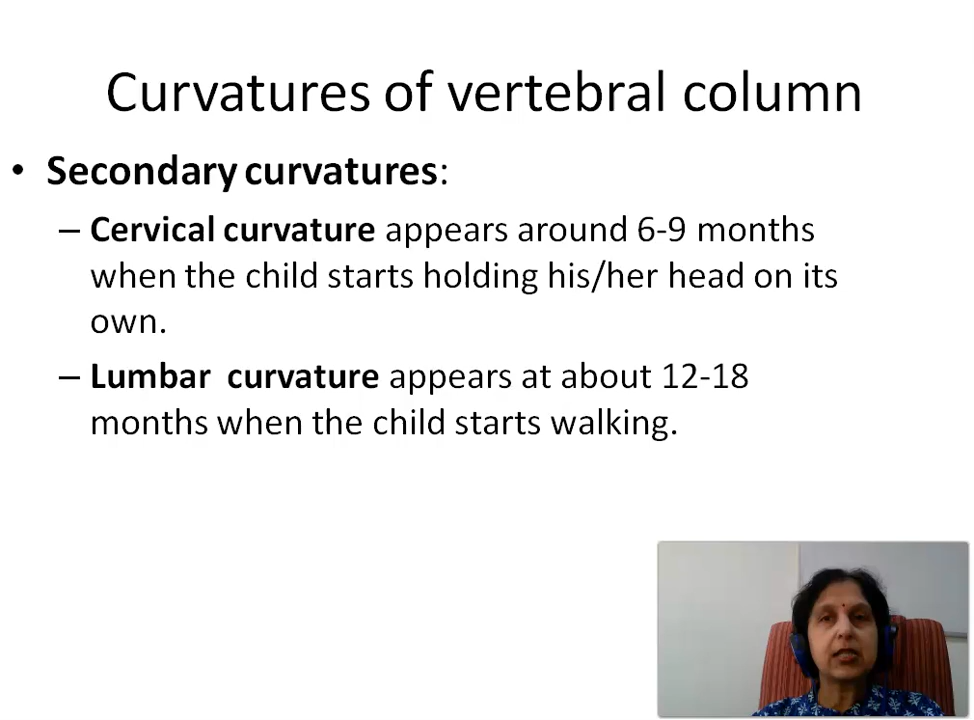 Curvatures of vertebral column
• Secondary curvatures:
– Cervical curvature appears around 6-9 months
when the child starts holding his/her head on its
own.
– Lumbar curvature appears at about 12-18
months when the child starts walking.